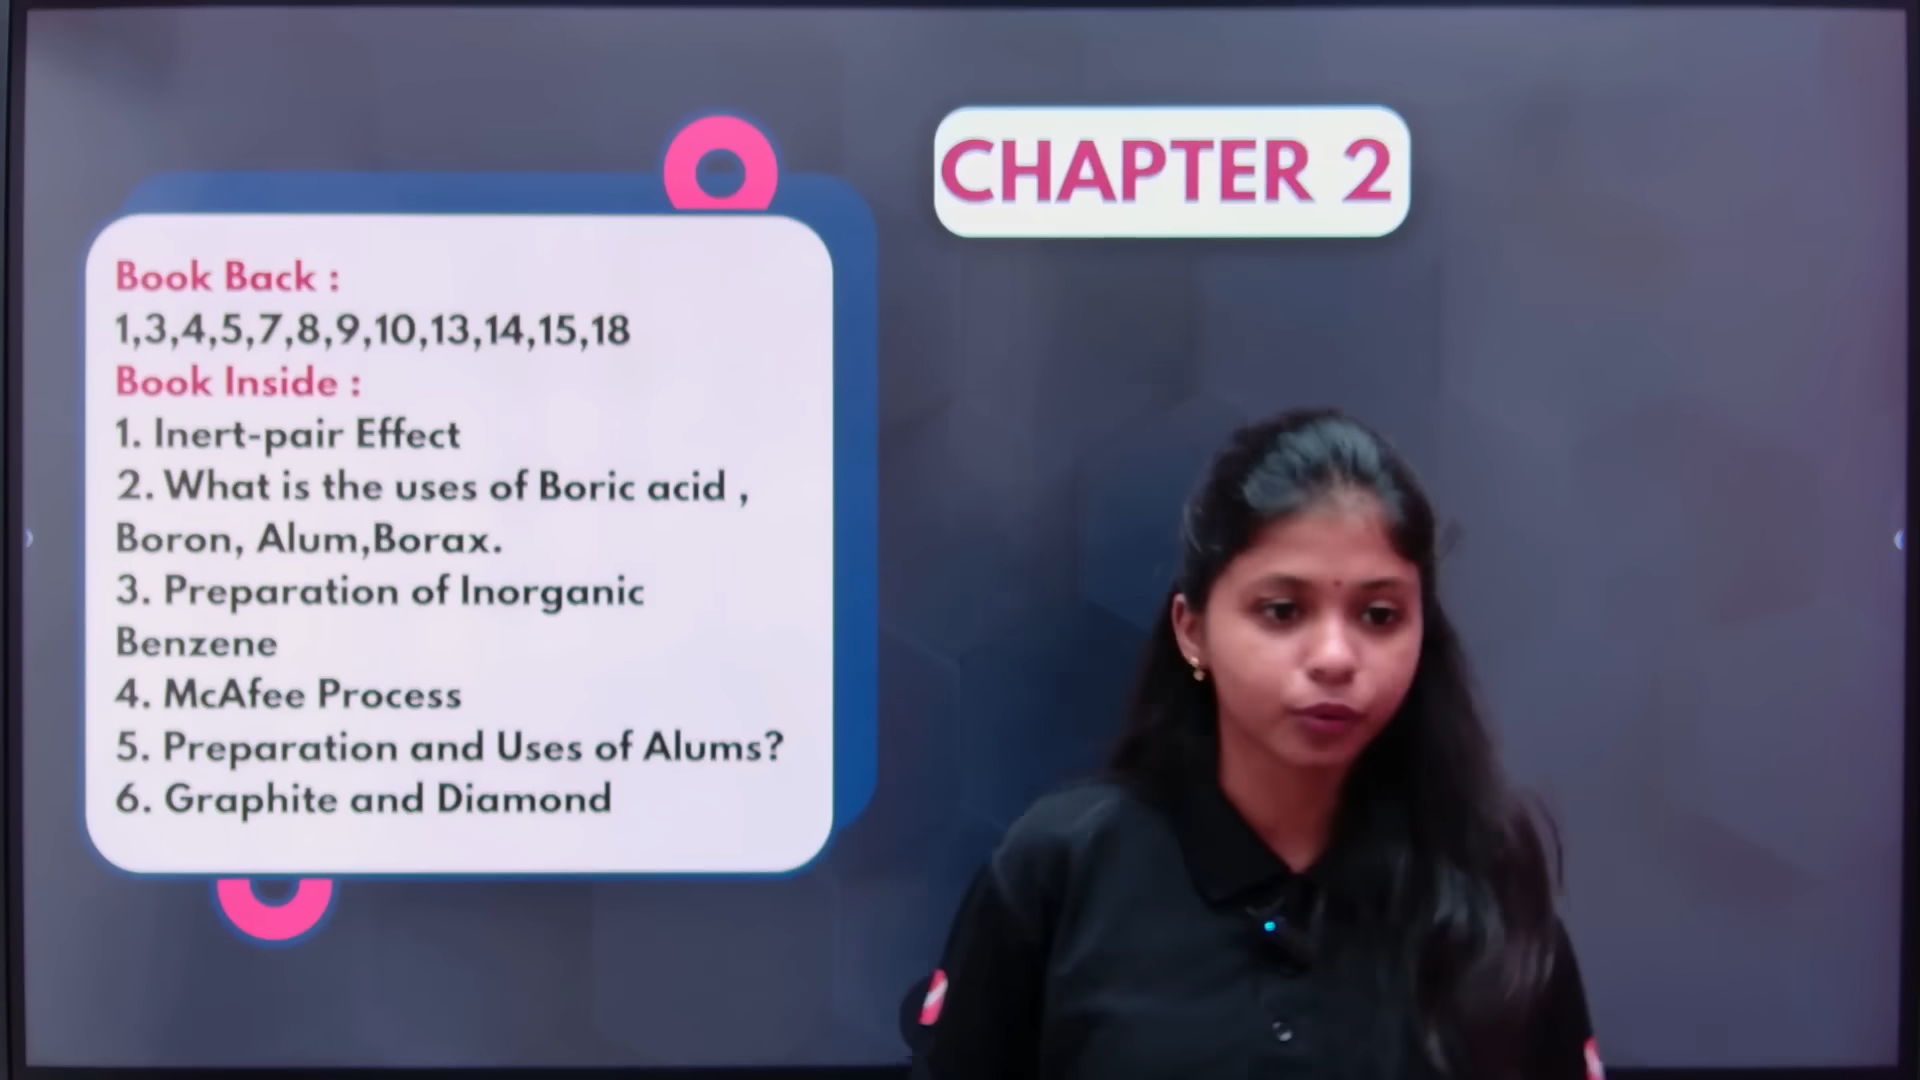 CHAPTER 2
Book Back :
1,3,4,5,7,8,9,10,13,14,15,18
Book Inside :
1. Inert-pair Effect
2. What is the uses of Boric acid ,
Boron, Alum,Borax.
3. Preparation of Inorganic
Benzene
4. McAfee Process
5. Preparation and Uses of Alums?
6. Graphite and Diamond